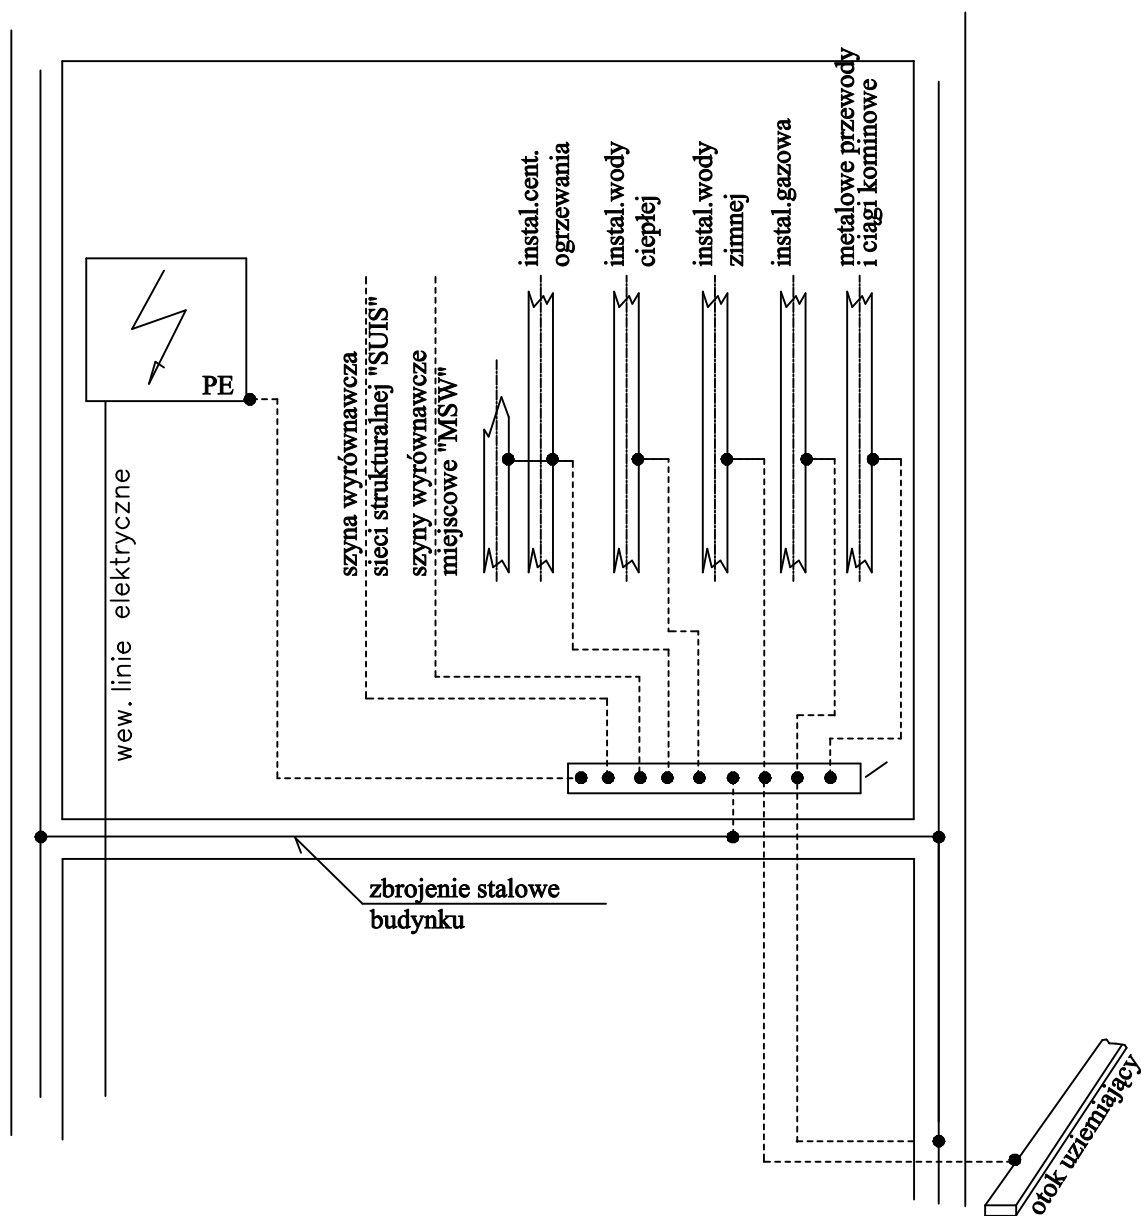 metalowe przewody
i ciągi kominowe
instal.gazowa
instal.wody
zimnej
instal.wody
ciepłej
instal.cent.
ogrzewania
szyny wyrównawcze
miejscowe "MSW"
szyna wyrównawcza
sieci strukturalnej "SUIS"
PE
wew. linie elektryczne
zbrojenie stalowe
budynku
otok uziemiający